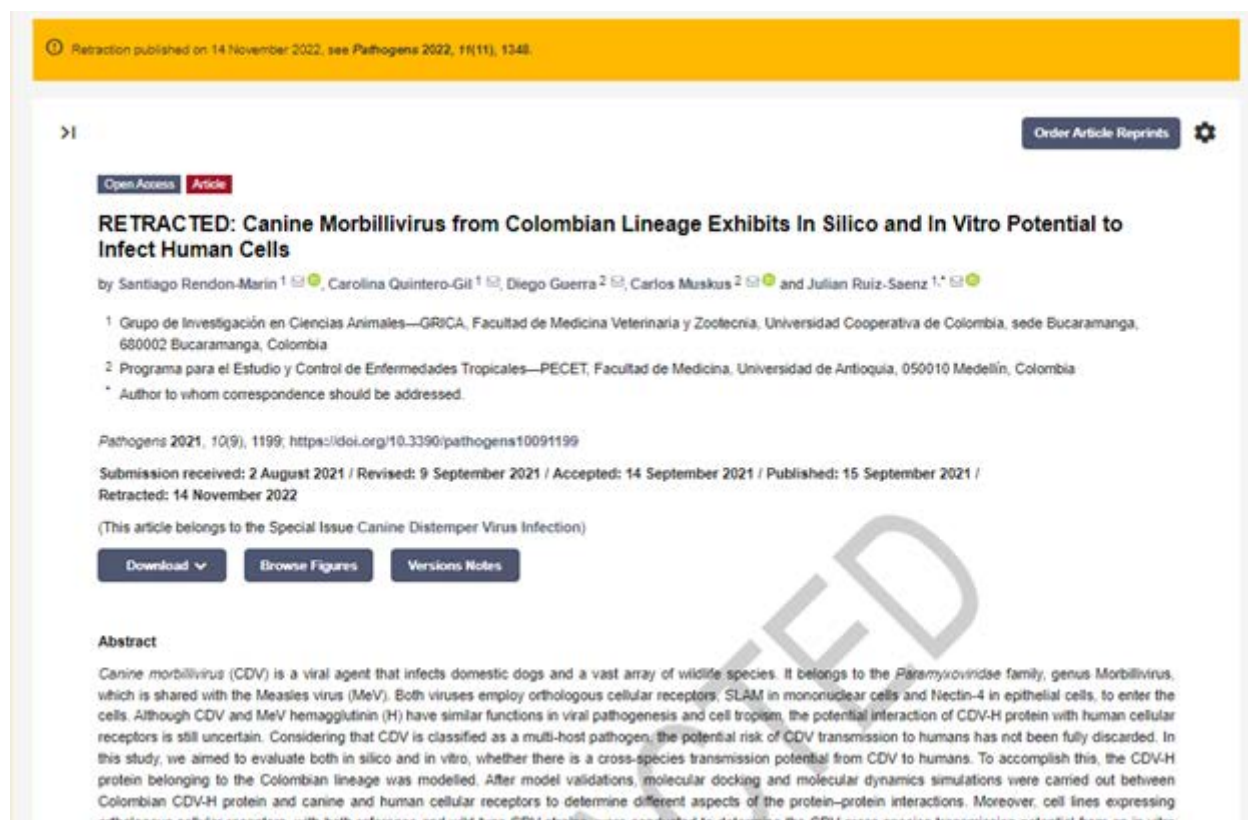 Retraction published on 14 November 2022, see Pathogens 2022, 11(11), 1348.
Order Article Reprints
Open Access Article
RETRACTED: Canine Morbillivirus from Colombian Lineage Exhibits In Silico and In Vitro Potential to
Infect Human Cells
by Santiago Rendon-Marin 1, Carolina Quintero-Gil 1, Diego Guerra 2, Carlos Muskus 2 and Julian Ruiz-Saenz 1,*
1 Grupo de Investigación en Ciencias Animales—GRICA, Facultad de Medicina Veterinaria y Zootecnia, Universidad Cooperativa de Colombia, sede Bucaramanga,
680002 Bucaramanga, Colombia
2 Programa para el Estudio y Control de Enfermedades Tropicales—PECET, Facultad de Medicina, Universidad de Antioquia, 050010 Medellín, Colombia
* Author to whom correspondence should be addressed.
Pathogens 2021, 10(9), 1199; https://doi.org/10.3390/pathogens10091199
Submission received: 2 August 2021 / Revised: 9 September 2021 / Accepted: 14 September 2021 / Published: 15 September 2021 /
Retracted: 14 November 2022
(This article belongs to the Special Issue Canine Distemper Virus Infection)
Download Browse Figures Versions Notes
Abstract
Canine morbillivirus (CDV) is a viral agent that infects domestic dogs and a vast array of wildlife species. It belongs to the Paramyxoviridae family, genus Morbillivirus,
which is shared with the Measles virus (MeV). Both viruses employ orthologous cellular receptors, SLAM in mononuclear cells and Nectin-4 in epithelial cells, to enter the
cells. Although CDV and MeV hemagglutinin (H) have similar functions in viral pathogenesis and cell tropism, the potential interaction of CDV-H protein with human cellular
receptors is still uncertain. Considering that CDV is classified as a multi-host pathogen, the potential risk of CDV transmission to humans has not been fully discarded. In
this study, we aimed to evaluate both in silico and in vitro, whether there is a cross-species transmission potential from CDV to humans. To accomplish this, the CDV-H
protein belonging to the Colombian lineage was modelled. After model validations, molecular docking and molecular dynamics simulations were carried out between
Colombian CDV-H protein and canine and human cellular receptors to determine different aspects of the protein–protein interactions. Moreover, cell lines expressing
CTED